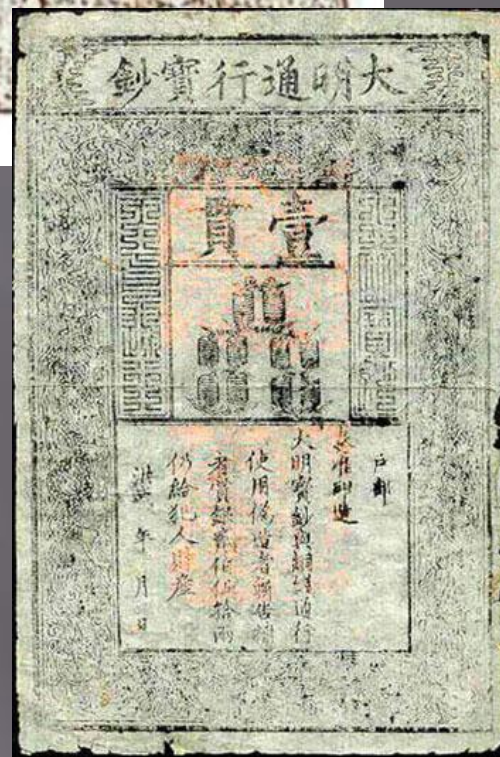 大明通行寶鈔
壹貫
户部
奏准印造
大明寶鈔與銅錢通行
使用偽造者斬告捕
者賞銀貳佰伍拾兩
仍給犯人財產
洪武 年 月 日